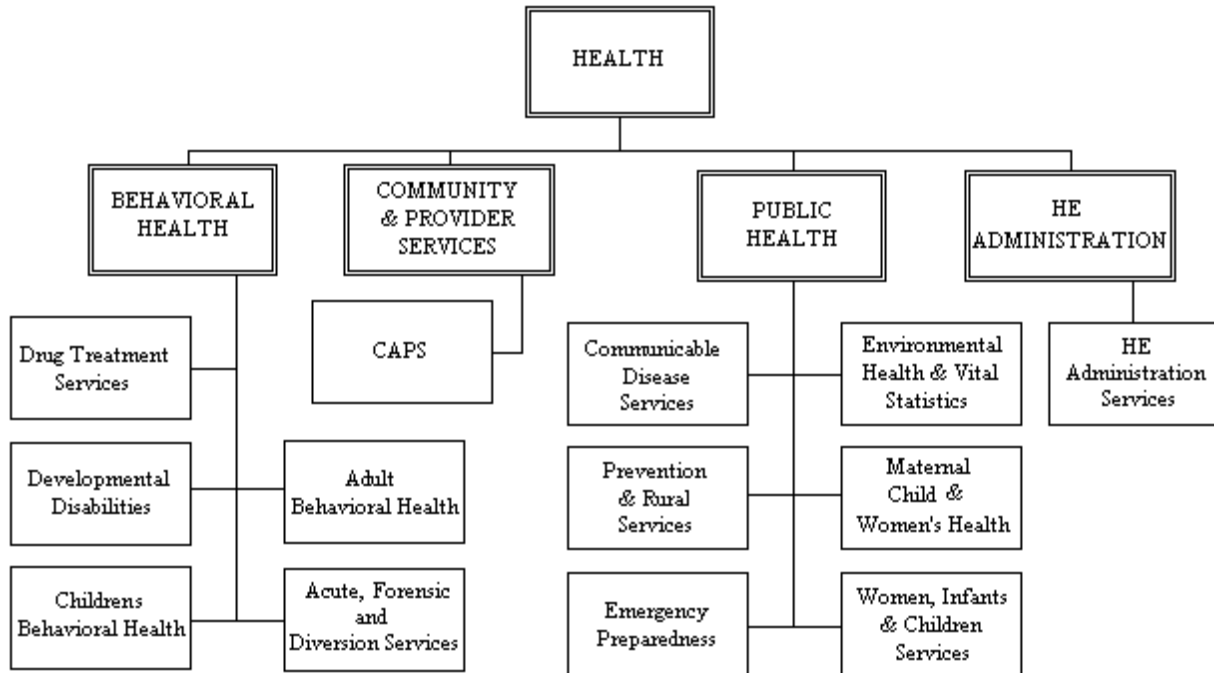 HEALTH
BEHAVIORAL
HEALTH
COMMUNITY
& PROVIDER
SERVICES
PUBLIC
HEALTH
HE
ADMINISTRATION
Drug Treatment
Services
CAPS
Communicable
Disease
Services
Environmental
Health & Vital
Statistics
HE
Administration
Services
Developmental
Disabilities
Adult
Behavioral Health
Prevention
& Rural
Services
Maternal
Child &
Women's Health
Childrens
Behavioral Health
Acute, Forensic
and
Diversion Services
Emergency
Preparedness
Women, Infants
& Children
Services